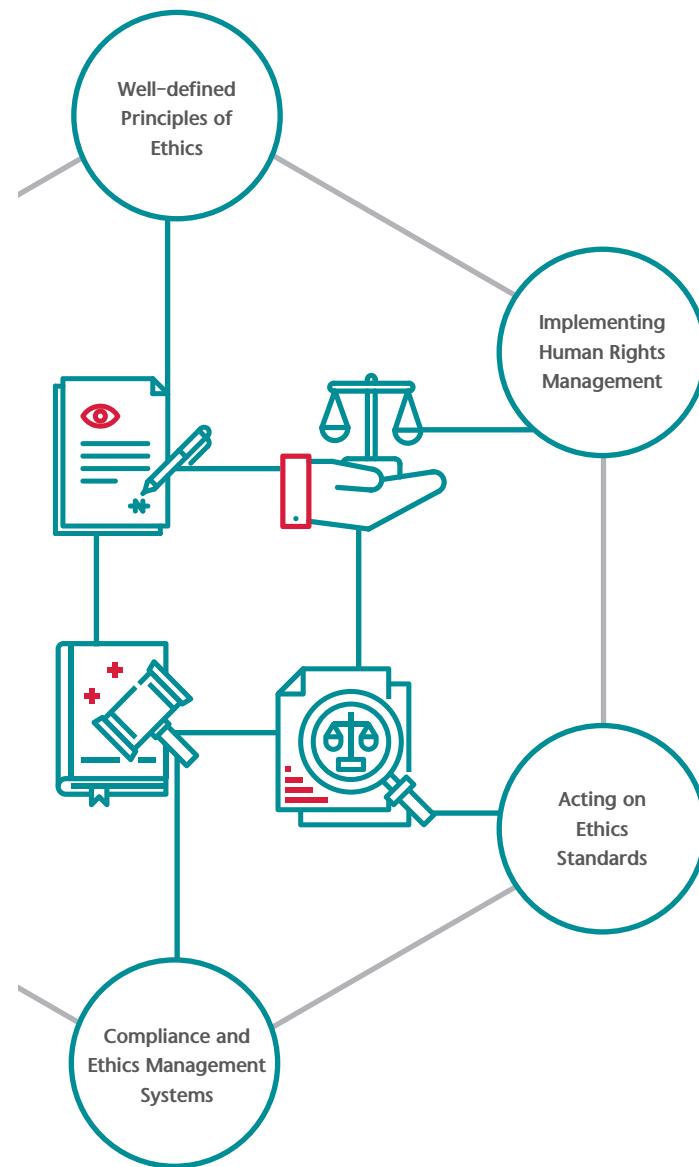 Well-defined
Principles of
Ethics
Implementing
Human Rights
Management
Acting on
Ethics
Standards
Compliance and
Ethics Management
Systems